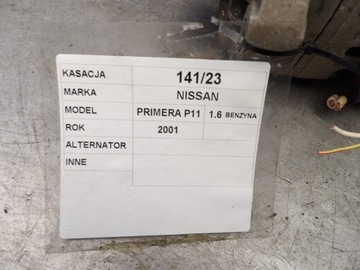 KASACJA 141/23
MARKA NISSAN
MODEL PRIMERA P11 1.6 BENZYNA
ROK 2001
ALTERNATOR
INNE